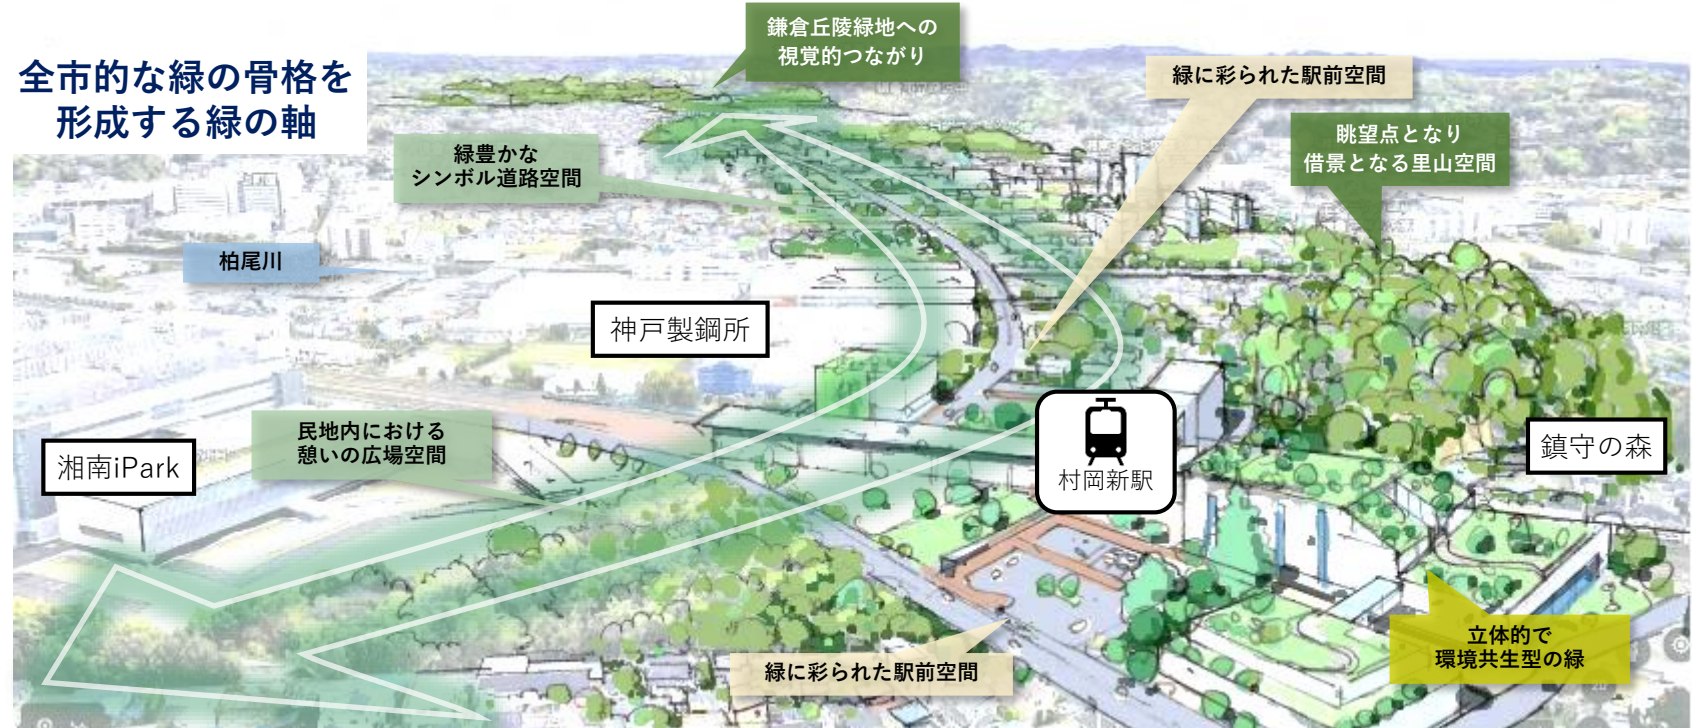 全市的な緑の骨格を
形成する緑の軸
鎌倉丘陵緑地への
視覚的つながり
緑に彩られた駅前空間
眺望点となり
借景となる里山空間
緑豊かな
シンボル道路空間
柏尾川
神戸製鋼所
民地内における
憩いの広場空間
湘南iPark
村岡新駅
鎮守の森
立体的で
環境共生型の緑
緑に彩られた駅前空間